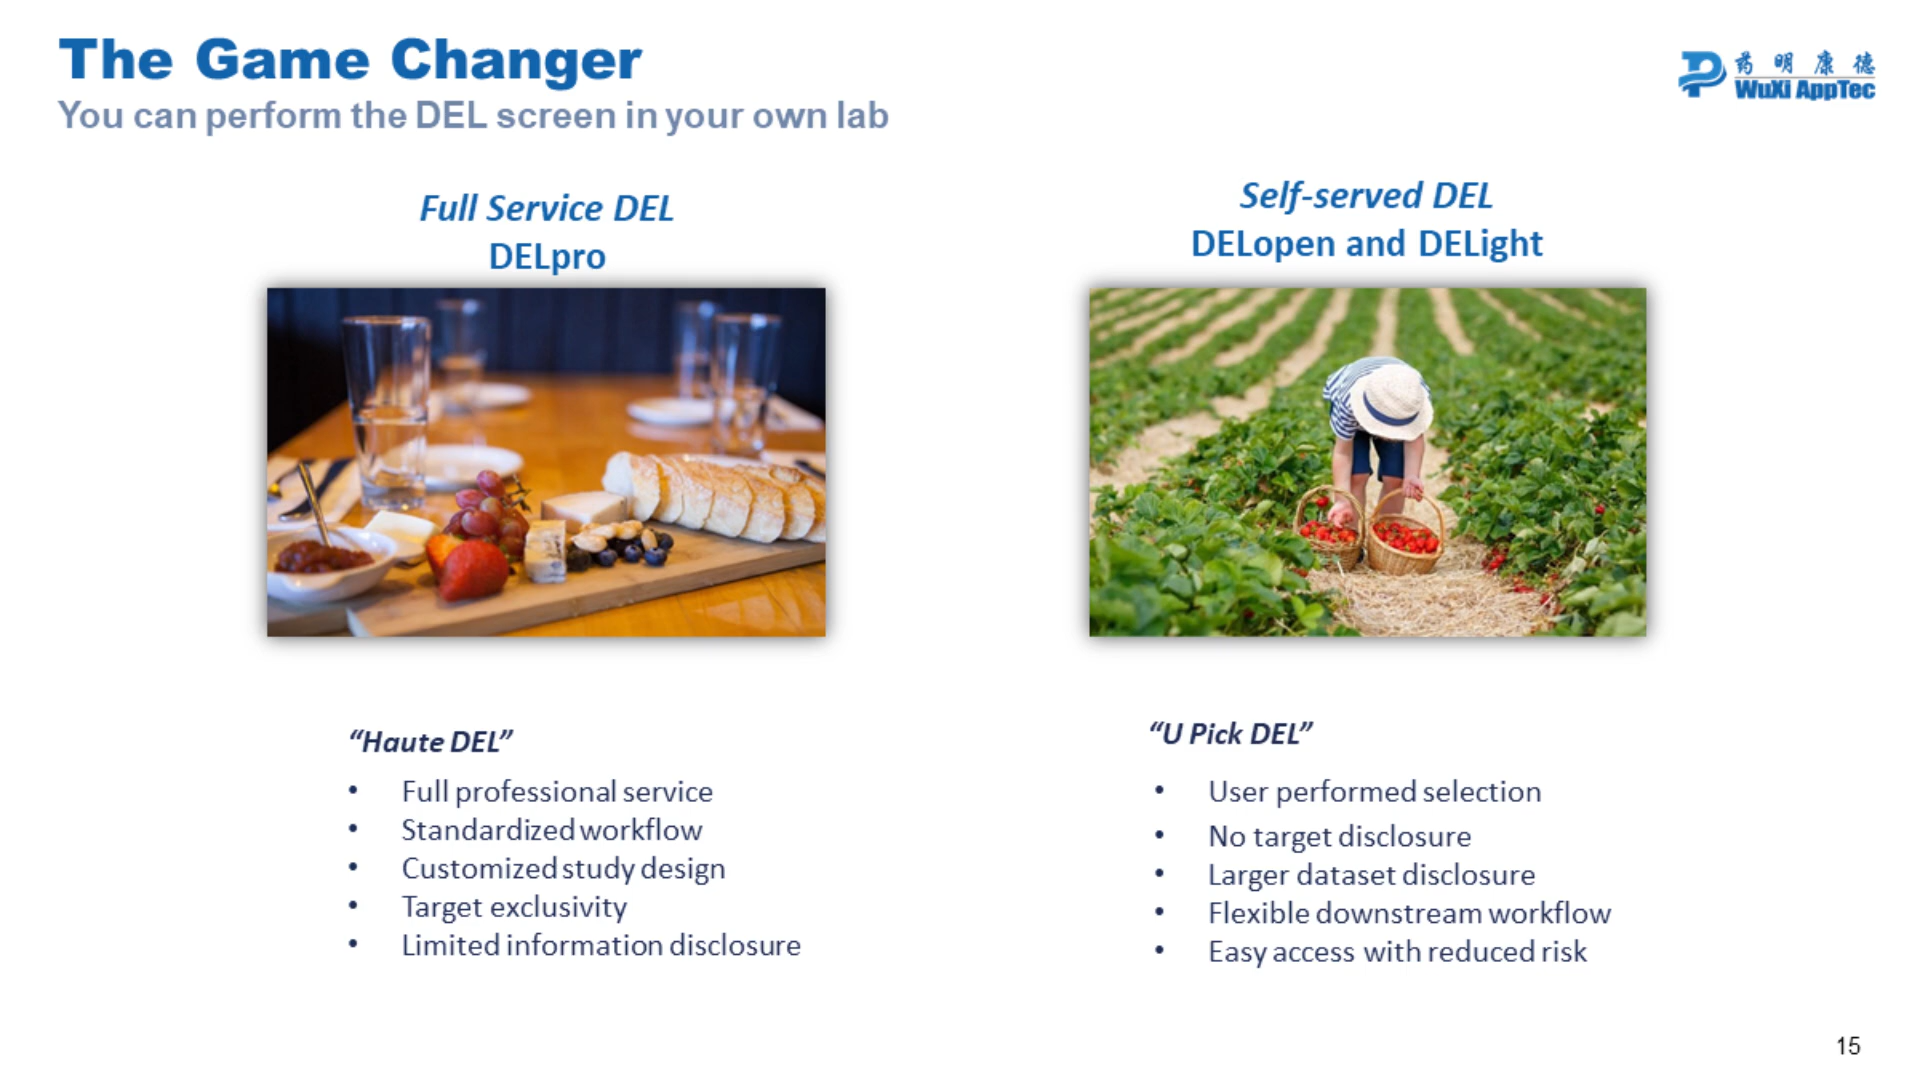 The Game Changer
You can perform the DEL screen in your own lab
药明康德
WuXi AppTec
Full Service DEL
DELpro
“Haute DEL”
• Full professional service
• Standardized workflow
• Customized study design
• Target exclusivity
• Limited information disclosure
Self-served DEL
DELopen and DELight
“U Pick DEL”
• User performed selection
• No target disclosure
• Larger dataset disclosure
• Flexible downstream workflow
• Easy access with reduced risk
15